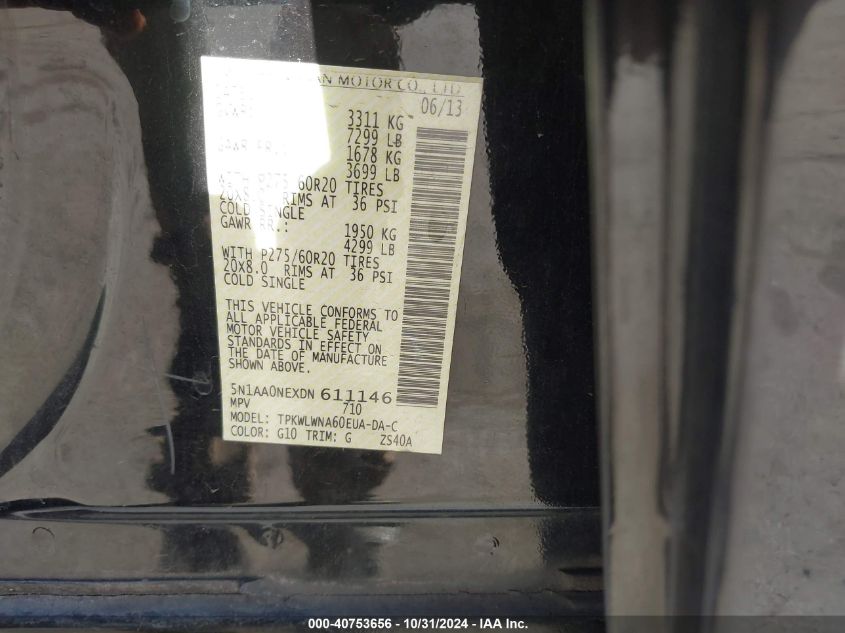 MOTOR CO., LTD.
06/13
3311 KG
7299 LB
1678 KG
3699 LB
P275/60R20 TIRES
RIMS AT 36 PSI
COLD SINGLE
GAWR RR.:
1950 KG
4299 LB
WITH P275/60R20 TIRES
20x8.0 RIMS AT 36 PSI
COLD SINGLE
THIS VEHICLE CONFORMS TO
ALL APPLICABLE FEDERAL
MOTOR VEHICLE SAFETY
STANDARDS IN EFFECT ON
THE DATE OF MANUFACTURE
SHOWN ABOVE.
5N1AA0NEXDN 611146
MPV 710
MODEL: TPKWLWNA60EUA-DA-C
COLOR: G10 TRIM: G ZS40A
000-40753656 - 10/31/2024 - IAA Inc.